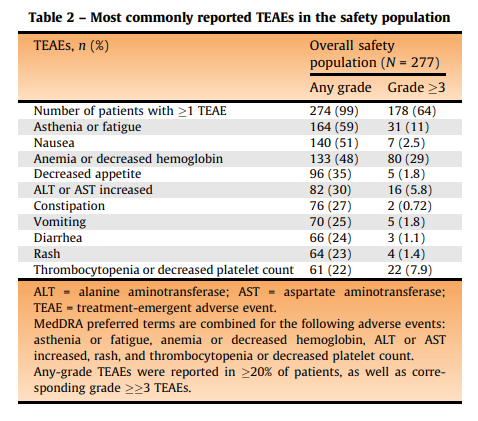 Table 2 – Most commonly reported TEAEs in the safety population
TEAEs, n (%) Overall safety
population (N = 277)
Any grade Grade ≥3
Number of patients with ≥1 TEAE 274 (99) 178 (64)
Asthenia or fatigue 164 (59) 31 (11)
Nausea 140 (51) 7 (2.5)
Anemia or decreased hemoglobin 133 (48) 80 (29)
Decreased appetite 96 (35) 5 (1.8)
ALT or AST increased 82 (30) 16 (5.8)
Constipation 76 (27) 2 (0.72)
Vomiting 70 (25) 5 (1.8)
Diarrhea 66 (24) 3 (1.1)
Rash 64 (23) 4 (1.4)
Thrombocytopenia or decreased platelet count 61 (22) 22 (7.9)
ALT = alanine aminotransferase; AST = aspartate aminotransferase;
TEAE = treatment-emergent adverse event.
MedDRA preferred terms are combined for the following adverse events:
asthenia or fatigue, anemia or decreased hemoglobin, ALT or AST
increased, rash, and thrombocytopenia or decreased platelet count.
Any-grade TEAEs were reported in ≥20% of patients, as well as corre-
sponding grade ≥≥3 TEAEs.